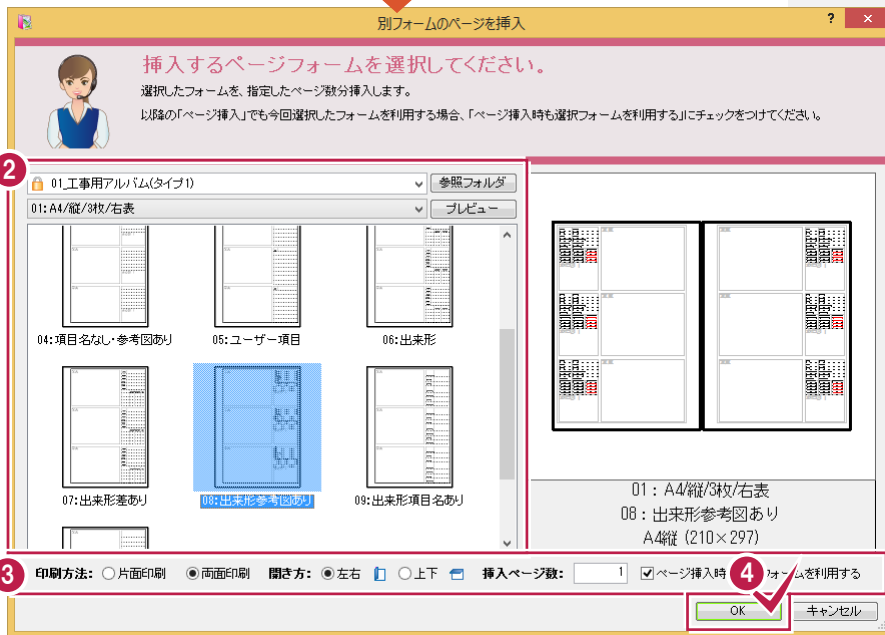 別フォームのページを挿入
? ×
挿入するページフォームを選択してください。
選択したフォームを、指定したページ数分挿入します。
以降の「ページ挿入」でも今回選択したフォームを利用する場合、「ページ挿入時も選択フォームを利用する」にチェックをつけてください。
2
01_工事用アルバム(タイプ1)
参照フォルダ
01:A4/縦/3枚/右表
プレビュー
04:項目名なし・参考図あり
05:ユーザー項目
06:出来形
07:出来形差あり
08:出来形参考図あり
09:出来形項目名あり
01：A4/縦/3枚/右表
08：出来形参考図あり
A4縦 (210×297)
3
印刷方法: 片面印刷 両面印刷 開き方: 左右 上下 挿入ページ数: 1 ページ挿入時 フォームを利用する
4
OK
キャンセル